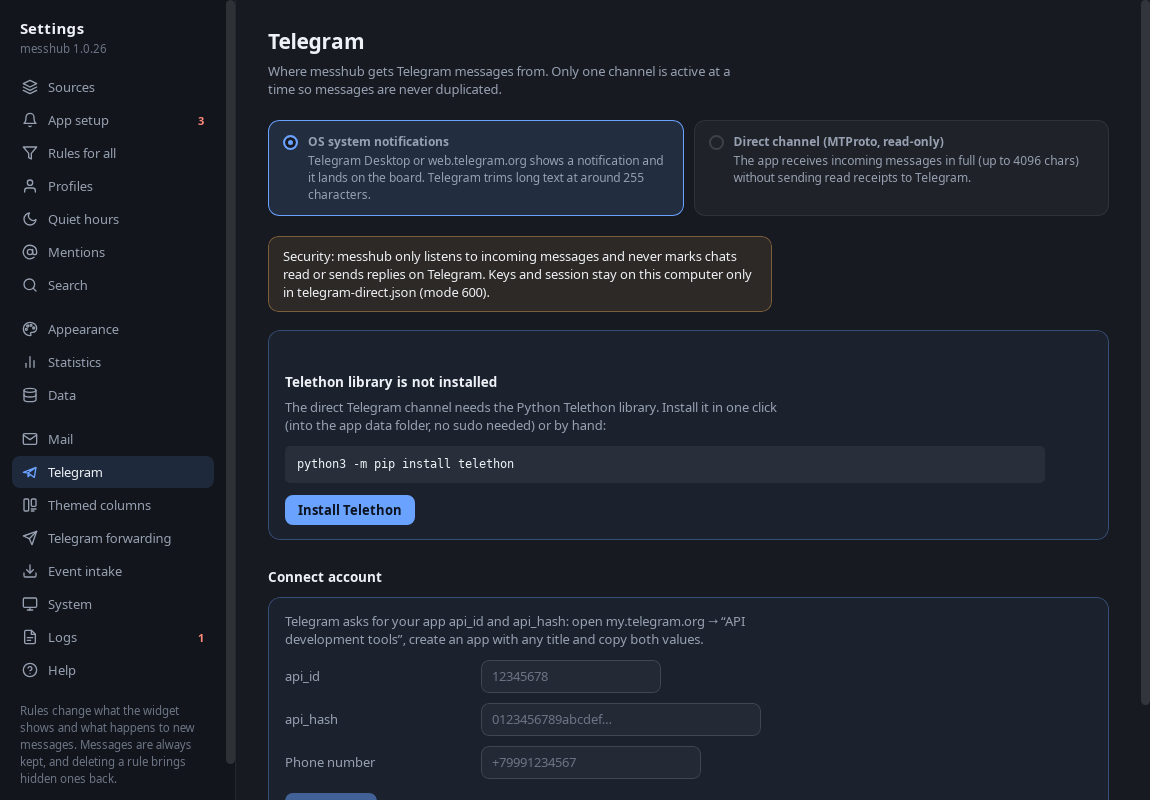 Settings
messhub 1.0.26
Sources
App setup 3
Rules for all
Profiles
Quiet hours
Mentions
Search
Appearance
Statistics
Data
Mail
Telegram
Themed columns
Telegram forwarding
Event intake
System
Logs 1
Help
Rules change what the widget
shows and what happens to new
messages. Messages are always
kept, and deleting a rule brings
hidden ones back.
Telegram
Where messhub gets Telegram messages from. Only one channel is active at a
time so messages are never duplicated.
OS system notifications
Telegram Desktop or web.telegram.org shows a notification and
it lands on the board. Telegram trims long text at around 255
characters.
Direct channel (MTProto, read-only)
The app receives incoming messages in full (up to 4096 chars)
without sending read receipts to Telegram.
Security: messhub only listens to incoming messages and never marks chats
read or sends replies on Telegram. Keys and session stay on this computer only
in telegram-direct.json (mode 600).
Telethon library is not installed
The direct Telegram channel needs the Python Telethon library. Install it in one click
(into the app data folder, no sudo needed) or by hand:
python3 -m pip install telethon
Install Telethon
Connect account
Telegram asks for your app api_id and api_hash: open my.telegram.org → “API
development tools”, create an app with any title and copy both values.
api_id 12345678
api_hash 0123456789abcdef…
Phone number +79991234567